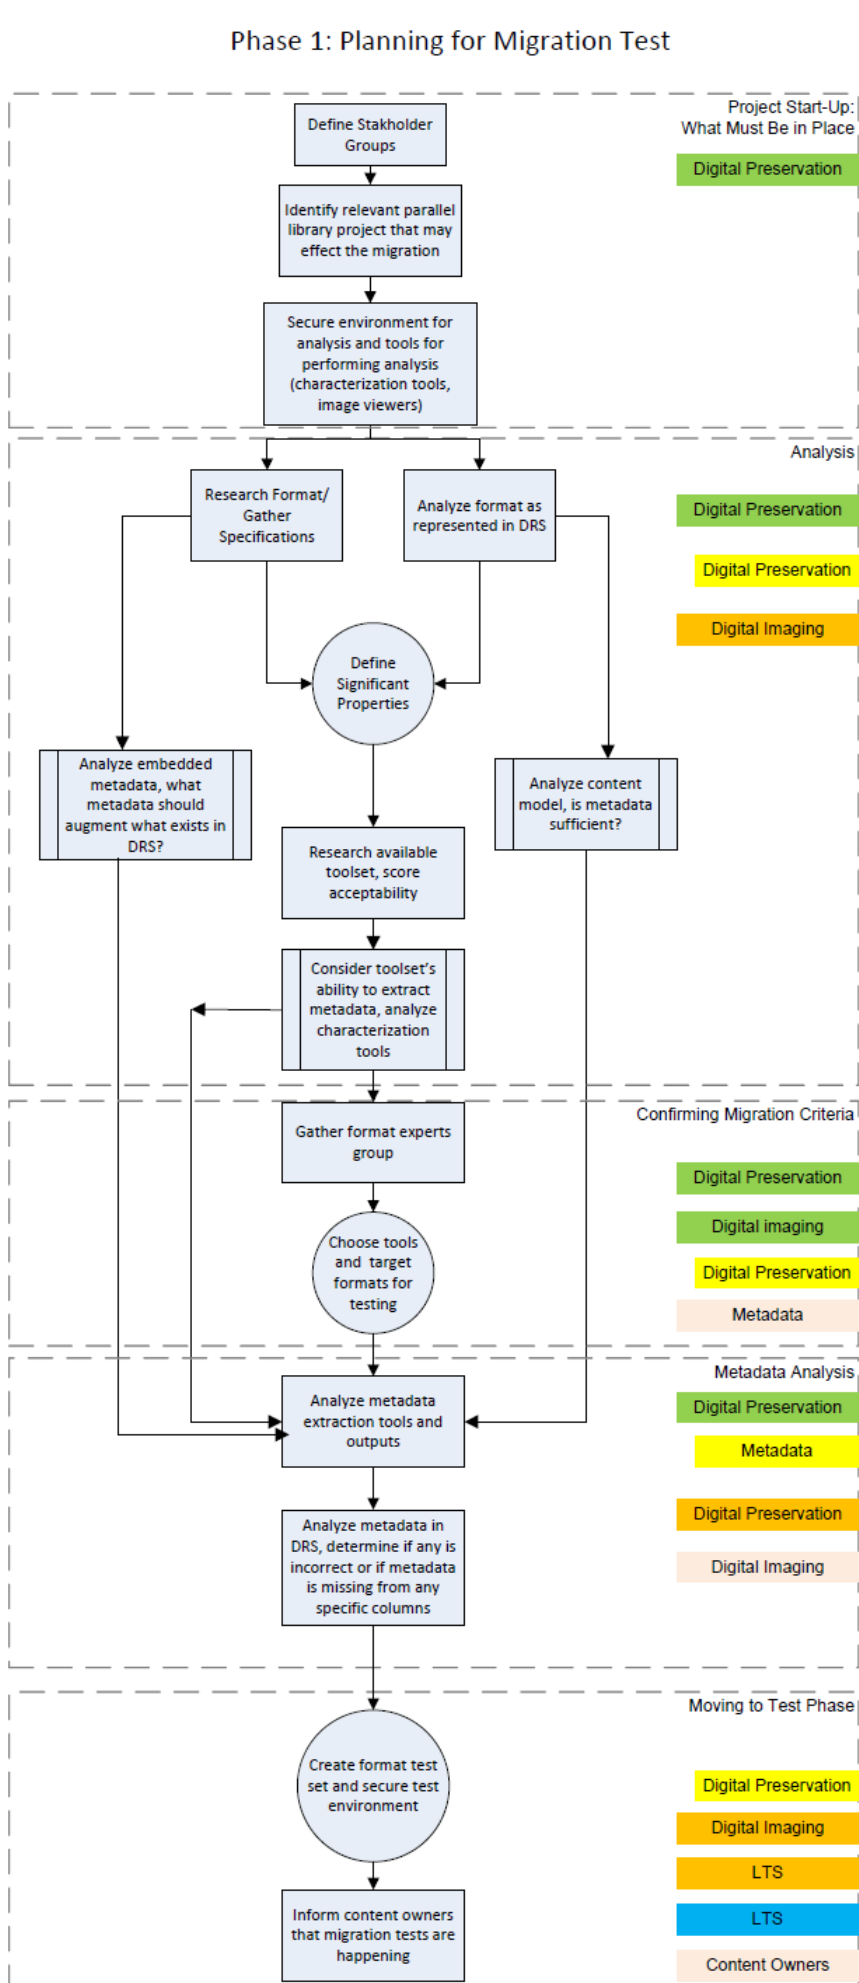 Phase 1: Planning for Migration Test
Project Start-Up:
What Must Be in Place
Digital Preservation
Define Stakholder
Groups
Identify relevant parallel
library project that may
effect the migration
Secure environment for
analysis and tools for
performing analysis
(characterization tools,
image viewers)
Analysis
Digital Preservation
Digital Preservation
Digital Imaging
Research Format/
Gather
Specifications
Analyze format as
represented in DRS
Define
Significant
Properties
Analyze embedded
metadata, what
metadata should
augment what exists in
DRS?
Analyze content
model, is metadata
sufficient?
Research available
toolset, score
acceptability
Consider toolset's
ability to extract
metadata, analyze
characterization
tools
Confirming Migration Criteria
Digital Preservation
Digital imaging
Digital Preservation
Metadata
Gather format experts
group
Choose tools
and target
formats for
testing
Metadata Analysis
Digital Preservation
Metadata
Digital Preservation
Digital Imaging
Analyze metadata
extraction tools and
outputs
Analyze metadata in
DRS, determine if any is
incorrect or if metadata
is missing from any
specific columns
Moving to Test Phase
Digital Preservation
Digital Imaging
LTS
LTS
Content Owners
Create format test
set and secure test
environment
Inform content owners
that migration tests are
happening